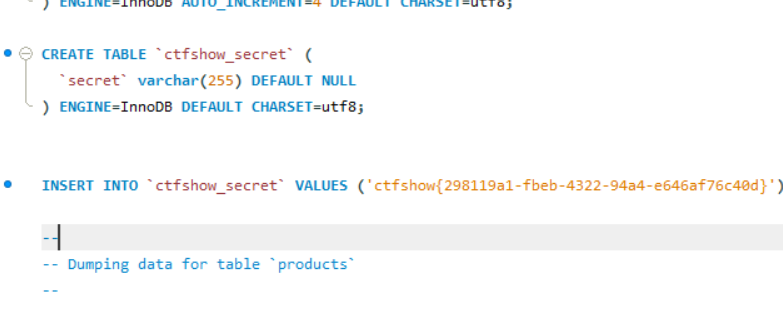 ) ENGINE=InnoDB AUTO_INCREMENT=4 DEFAULT CHARSET=utf8;
CREATE TABLE `ctfshow_secret` (
`secret` varchar(255) DEFAULT NULL
) ENGINE=InnoDB DEFAULT CHARSET=utf8;
INSERT INTO `ctfshow_secret` VALUES ('ctfshow{298119a1-fbeb-4322-94a4-e646af76c40d}')
--
-- Dumping data for table `products`
--